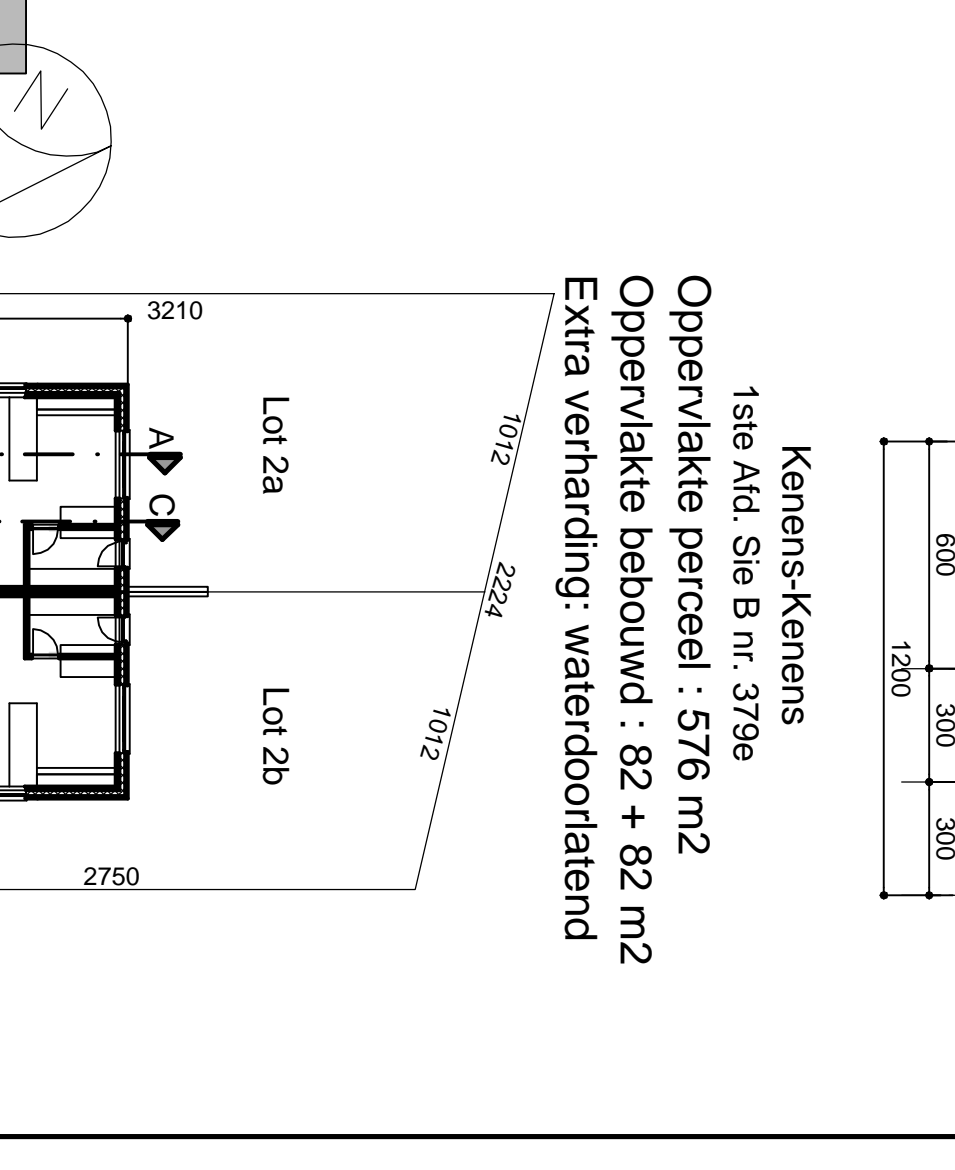 Kenens-Kenens
1ste Afd. Sie B nr. 379e
Oppervlakte perceel : 576 m2
Oppervlakte bebouwd : 82 + 82 m2
Extra verharding: waterdoorlatend
N
3210
1012
2224
1012
2750
Lot 2a
Lot 2b
A
C
600
300
300
1200